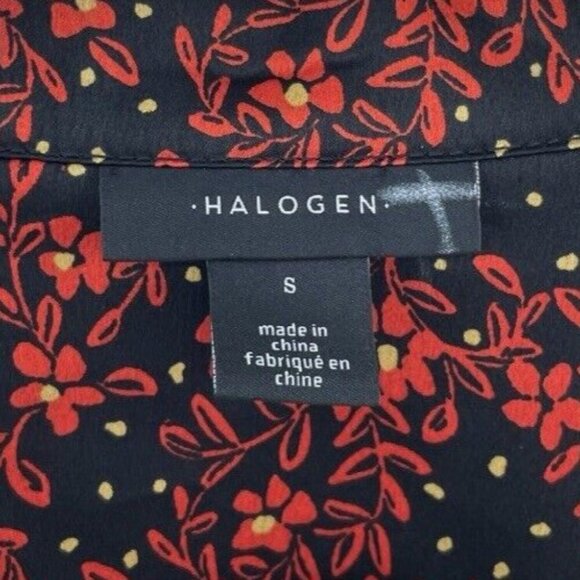 ·HALOGEN·
S
made in
china
fabriqué en
chine